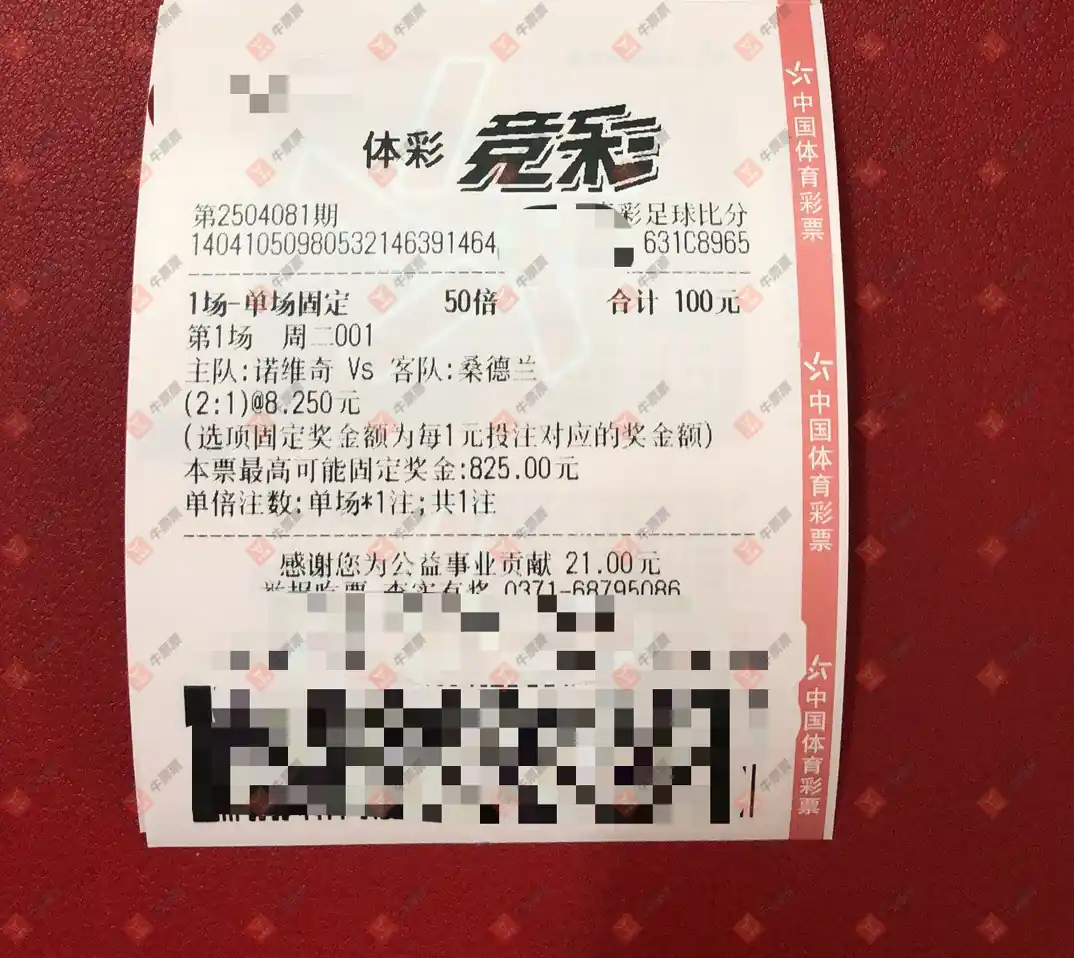 体彩 竞彩
第2504081期 彩足球比分
14041050980532146391464 631C8965
1场-单场固定 50倍 合计 100元
第1场 周二001
主队:诺维奇 Vs 客队:桑德兰
(2:1)@8.250元
(选项固定奖金额为每1元投注对应的奖金额)
本票最高可能固定奖金:825.00元
单倍注数:单场*1注;共1注
感谢您为公益事业贡献 21.00元
0371-68795086
中国体育彩票
中国体育彩票
中国体育彩票
牛票票